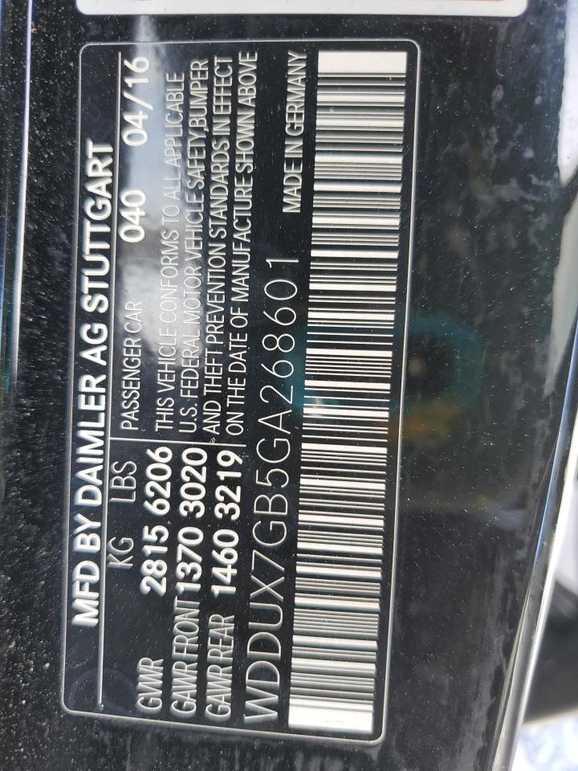 MFD BY DAIMLER AG STUTTGART
KG LBS PASSENGER CAR 040 04/16
GVWR 2815 6206 THIS VEHICLE CONFORMS TO ALL APPLICABLE
GAWR FRONT 1370 3020 U.S. FEDERAL MOTOR VEHICLE SAFETY, BUMPER
GAWR REAR 1460 3219 AND THEFT PREVENTION STANDARDS IN EFFECT
ON THE DATE OF MANUFACTURE SHOWN ABOVE
WDDUX7GB5GA268601 MADE IN GERMANY